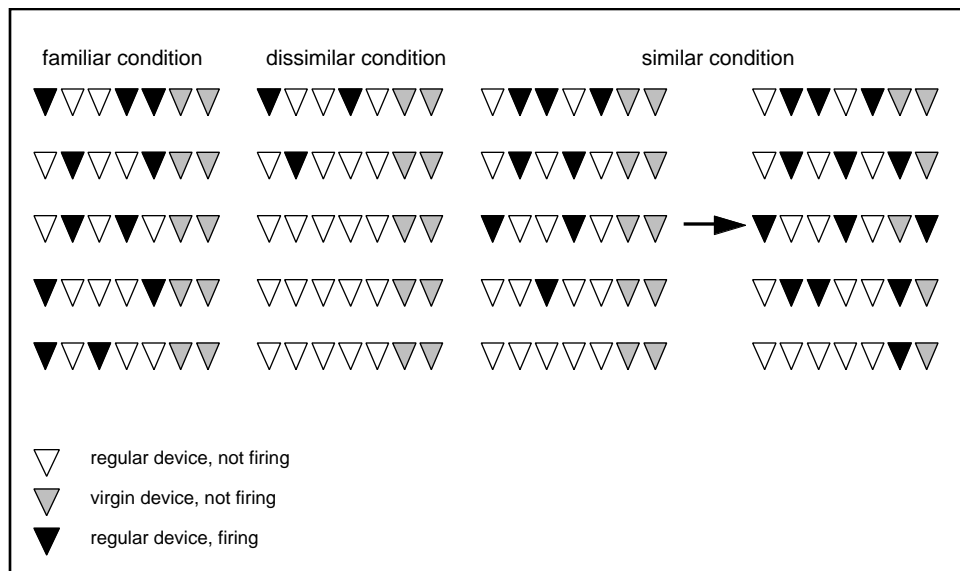 familiar condition dissimilar condition similar condition
regular device, not firing
virgin device, not firing
regular device, firing